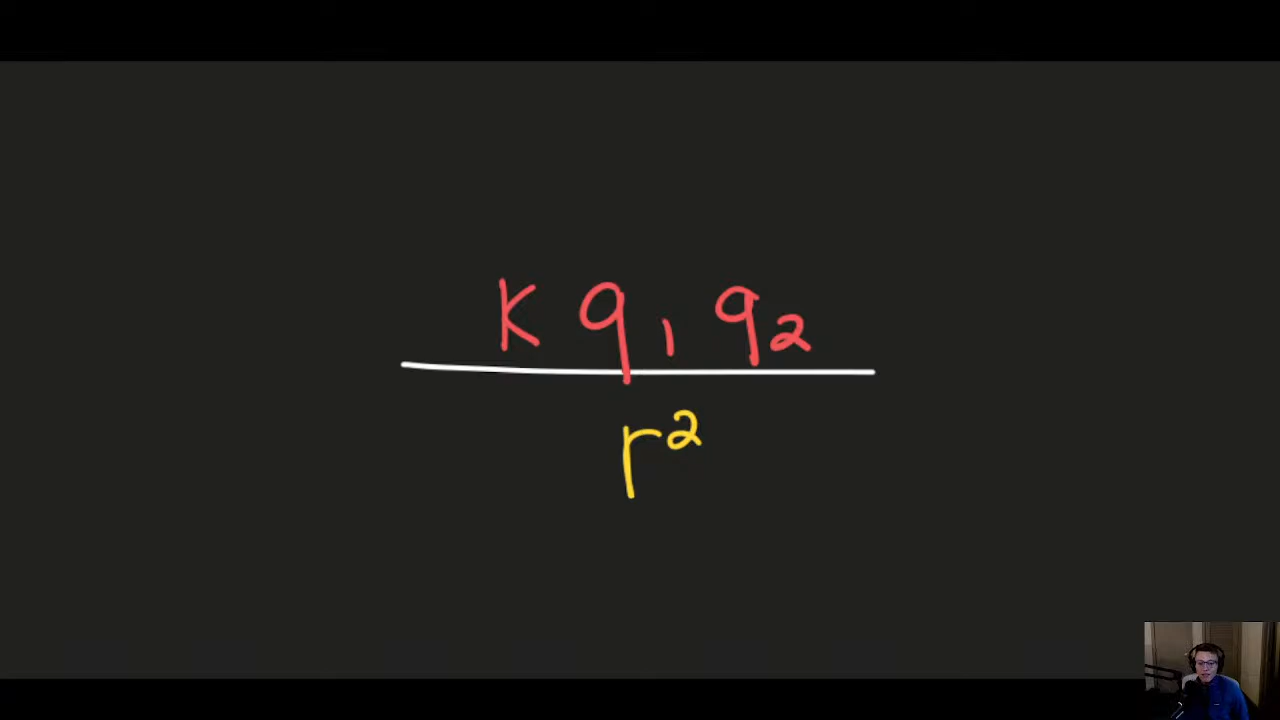 K q₁ q₂
r²